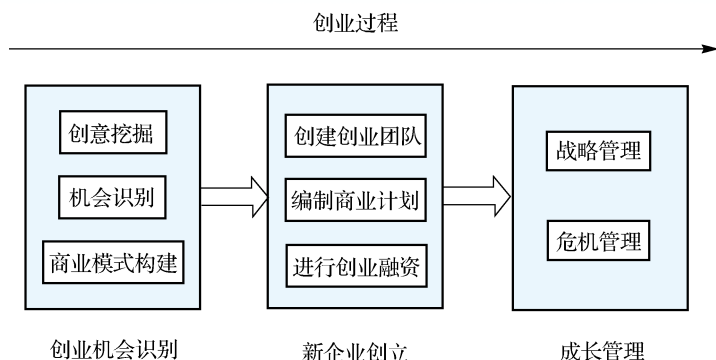 创业过程
创意挖掘
机会识别
商业模式构建
创业机会识别
创建创业团队
编制商业计划
进行创业融资
新企业创立
战略管理
危机管理
成长管理